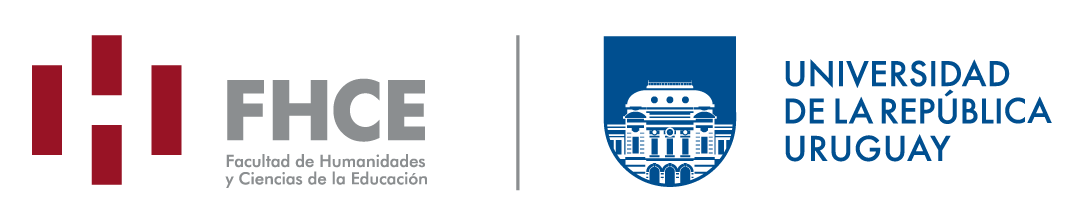 FHCE
Facultad de Humanidades
y Ciencias de la Educación
UNIVERSIDAD
DE LA REPÚBLICA
URUGUAY